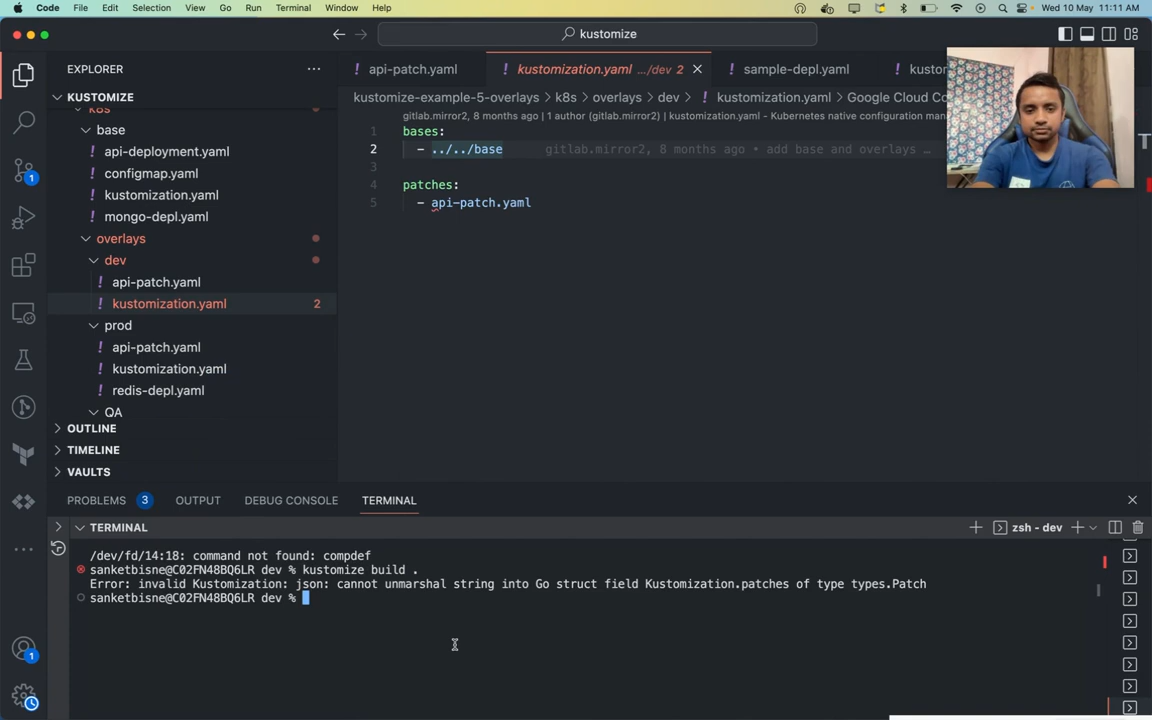 Code File Edit Selection View Go Run Terminal Window Help Wed 10 May 11:11 AM
kustomize
EXPLORER
KUSTOMIZE
k8s
base
api-deployment.yaml
configmap.yaml
kustomization.yaml
mongo-depl.yaml
overlays
dev
api-patch.yaml
kustomization.yaml 2
prod
api-patch.yaml
kustomization.yaml
redis-depl.yaml
QA
OUTLINE
TIMELINE
VAULTS
1
1
api-patch.yaml kustomization.yaml .../dev 2 sample-depl.yaml
kustomize-example-5-overlays > k8s > overlays > dev > ! kustomization.yaml > Google Cloud
gitlab.mirror2, 8 months ago | 1 author (gitlab.mirror2) | kustomization.yaml - Kubernetes native configuration
1 bases:
2 - ../../base gitlab.mirror2, 8 months ago • add base and overlays …
3
4 patches:
5 - api-patch.yaml
PROBLEMS 3 OUTPUT DEBUG CONSOLE TERMINAL
TERMINAL zsh - dev
/dev/fd/14:18: command not found: compdef
sanketbisne@C02FN48BQ6LR dev % kustomize build .
Error: invalid Kustomization: json: cannot unmarshal string into Go struct field Kustomization.patches of type types.Patch
sanketbisne@C02FN48BQ6LR dev %